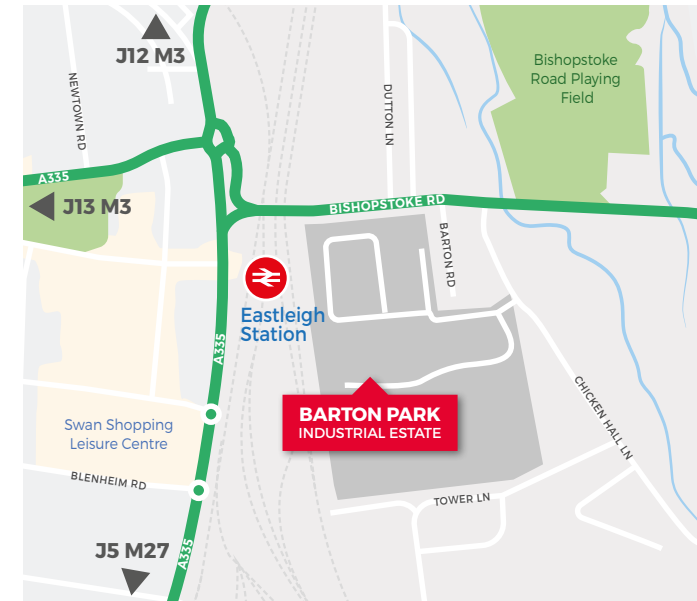 J12 M3
Bishopstoke
Road Playing
Field
NEWTOWN RD
DUTTON LN
A335
J13 M3
BISHOPSTOKE RD
BARTON RD
Eastleigh
Station
A335
CHICKEN HALL LN
BARTON PARK
INDUSTRIAL ESTATE
Swan Shopping
Leisure Centre
BLENHEIM RD
TOWER LN
J5 M27
A335